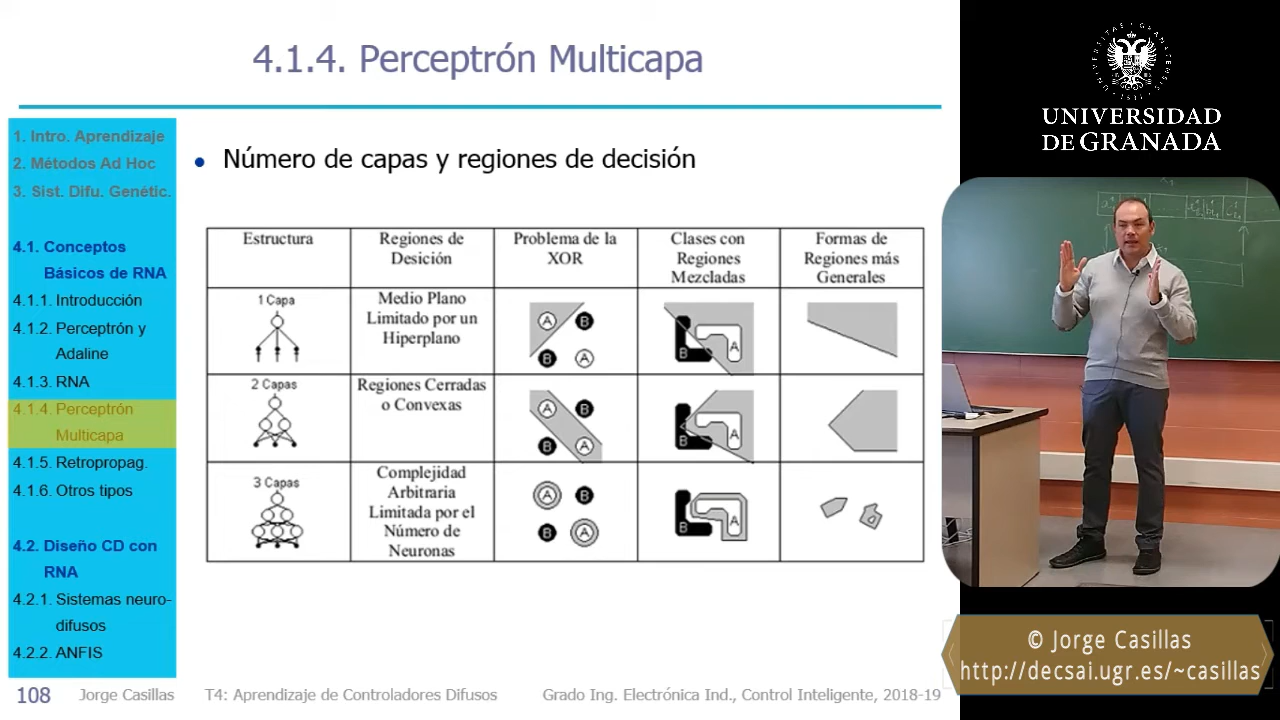 4.1.4. Perceptrón Multicapa
1. Intro. Aprendizaje
2. Métodos Ad Hoc
3. Sist. Difu. Genétic.
4.1. Conceptos
Básicos de RNA
4.1.1. Introducción
4.1.2. Perceptrón y
Adaline
4.1.3. RNA
4.1.4. Perceptrón
Multicapa
4.1.5. Retropropag.
4.1.6. Otros tipos
4.2. Diseño CD con
RNA
4.2.1. Sistemas neuro-
difusos
4.2.2. ANFIS
• Número de capas y regiones de decisión
Estructura
Regiones de
Desición
Problema de la
XOR
Clases con
Regiones
Mezcladas
Formas de
Regiones más
Generales
1 Capa
Medio Plano
Limitado por un
Hiperplano
A B
B A
B A
2 Capas
Regiones Cerradas
o Convexas
A B
B A
B A
3 Capas
Complejidad
Arbitraria
Limitada por el
Número de
Neuronas
A B
B A
B A
108 Jorge Casillas T4: Aprendizaje de Controladores Difusos Grado Ing. Electrónica Ind., Control Inteligente, 2018-19
UNIVERSIDAD
DE GRANADA
© Jorge Casillas
http://decsai.ugr.es/~casillas